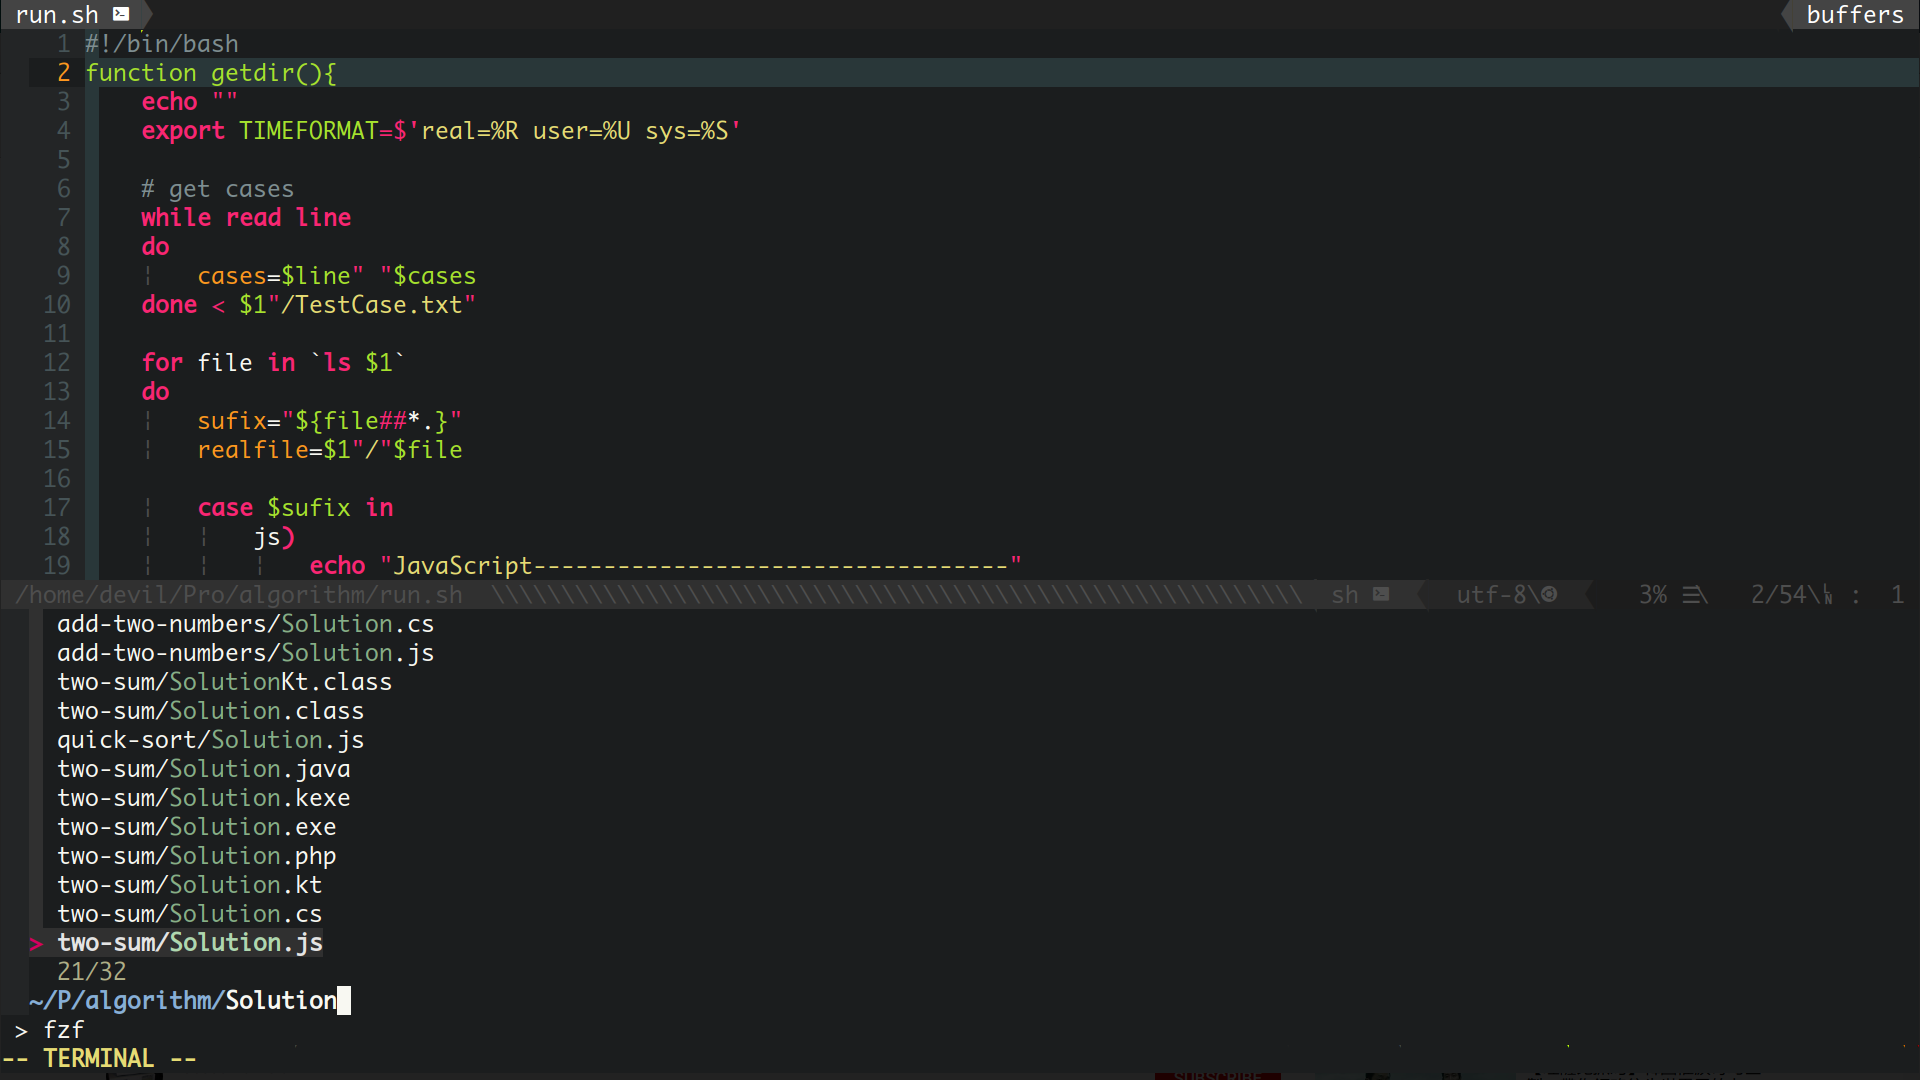 run.sh buffers
1 #!/bin/bash
2 function getdir(){
3 echo ""
4 export TIMEFORMAT=$'real=%R user=%U sys=%S'
5
6 # get cases
7 while read line
8 do
9 ¦ cases=$line" "$cases
10 done < $1"/TestCase.txt"
11
12 for file in `ls $1`
13 do
14 ¦ sufix="${file##*.}"
15 ¦ realfile=$1"/"$file
16
17 ¦ case $sufix in
18 ¦ ¦ js)
19 ¦ ¦ ¦ echo "JavaScript----------------------------------"
/home/devil/Pro/algorithm/run.sh \\\\\\\\\\\\\\\\\\\\\\\\\\\\\\\\\\\\\\\\\\\\\\\\\\\\\\\\\\ sh utf-8\ 3% ☰\ 2/54\ : 1
add-two-numbers/Solution.cs
add-two-numbers/Solution.js
two-sum/SolutionKt.class
two-sum/Solution.class
quick-sort/Solution.js
two-sum/Solution.java
two-sum/Solution.kexe
two-sum/Solution.exe
two-sum/Solution.php
two-sum/Solution.kt
two-sum/Solution.cs
> two-sum/Solution.js
21/32
~/P/algorithm/Solution
> fzf
-- TERMINAL --